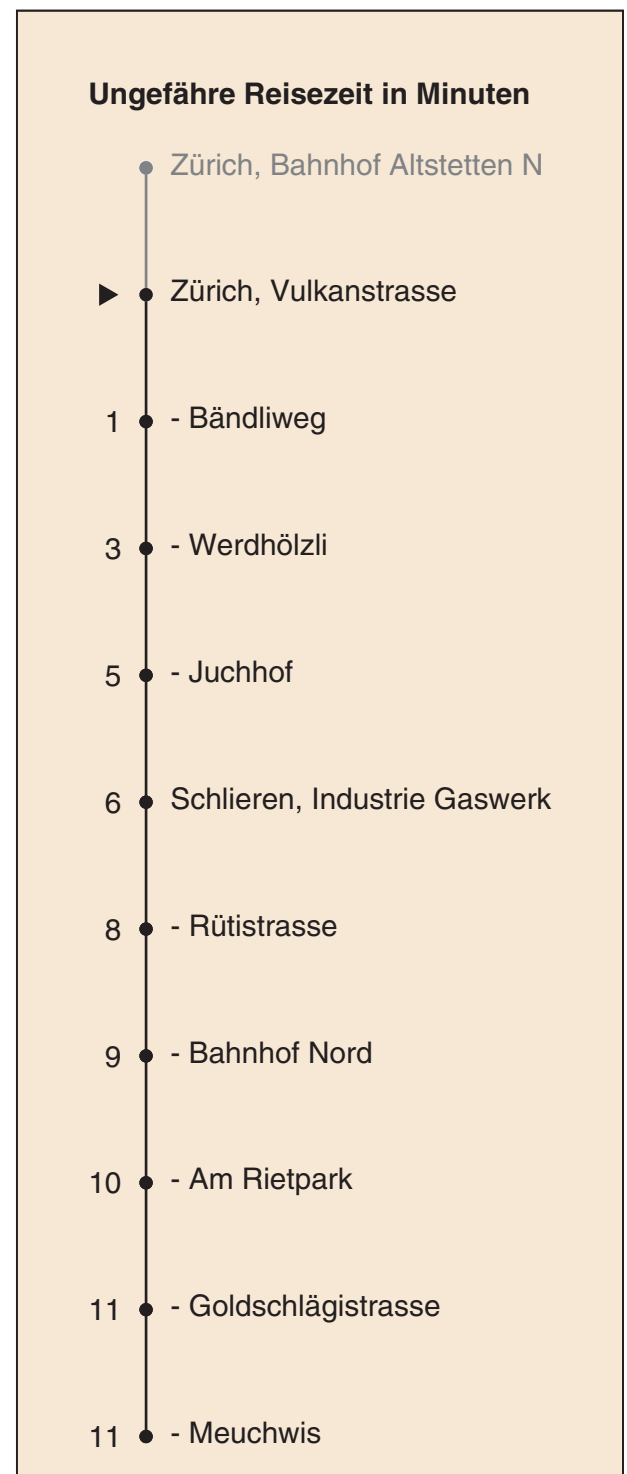 Ungefähre Reisezeit in Minuten
Zürich, Bahnhof Altstetten N
Zürich, Vulkanstrasse
1 - Bändliweg
3 - Werdhölzli
5 - Juchhof
6 Schlieren, Industrie Gaswerk
8 - Rütistrasse
9 - Bahnhof Nord
10 - Am Rietpark
11 - Goldschlägistrasse
11 - Meuchwis